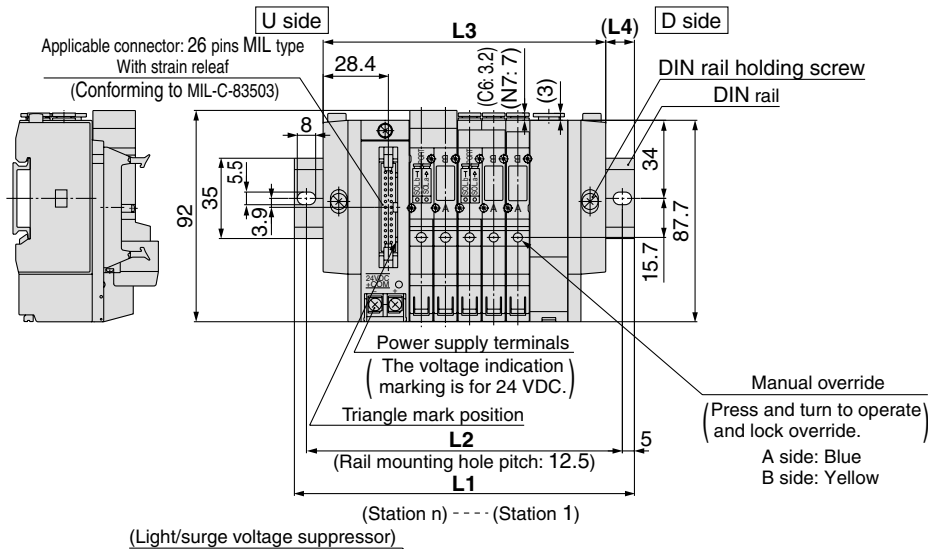 U side
D side
L3
(L4)
Applicable connector: 26 pins MIL type
With strain releaf
(Conforming to MIL-C-83503)
28.4
(C6: 3.2)
(N7: 7)
(3)
DIN rail holding screw
DIN rail
8
5.5
35
3.9
92
34
15.7
87.7
SOLb
SOLa
SOLb
SOLa
B
B
B
A
A
A
24VDC
+COM
- +
Power supply terminals
(The voltage indication
marking is for 24 VDC.)
Triangle mark position
Manual override
(Press and turn to operate
and lock override.)
A side: Blue
B side: Yellow
L2
5
(Rail mounting hole pitch: 12.5)
L1
(Station n) ---- (Station 1)
(Light/surge voltage suppressor)